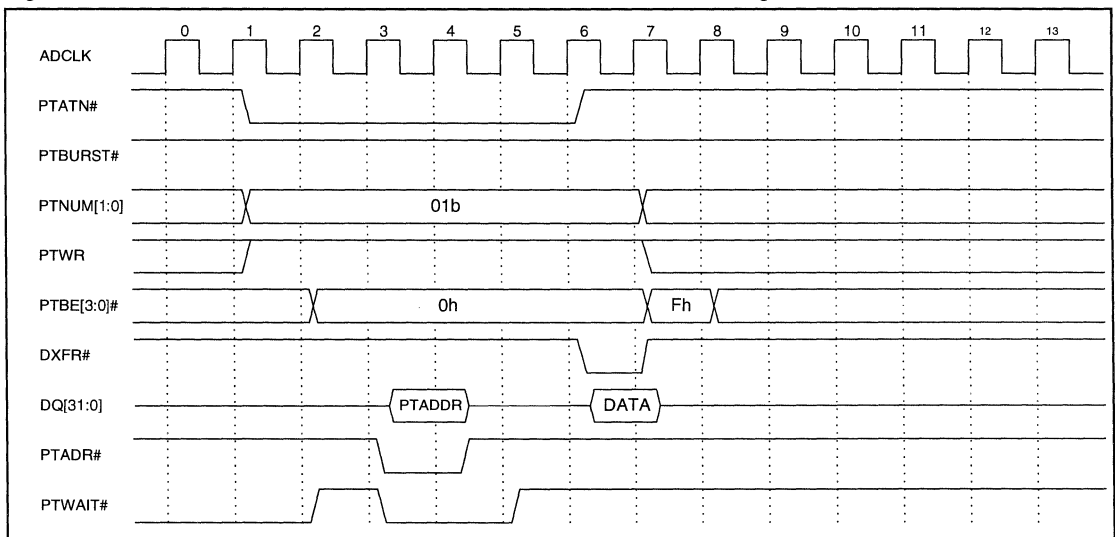 0 1 2 3 4 5 6 7 8 9 10 11 12 13
ADCLK
PTATN#
PTBURST#
PTNUM[1:0] 01b
PTWR
PTBE[3:0]# 0h Fh
DXFR#
DQ[31:0] PTADDR DATA
PTADR#
PTWAIT#